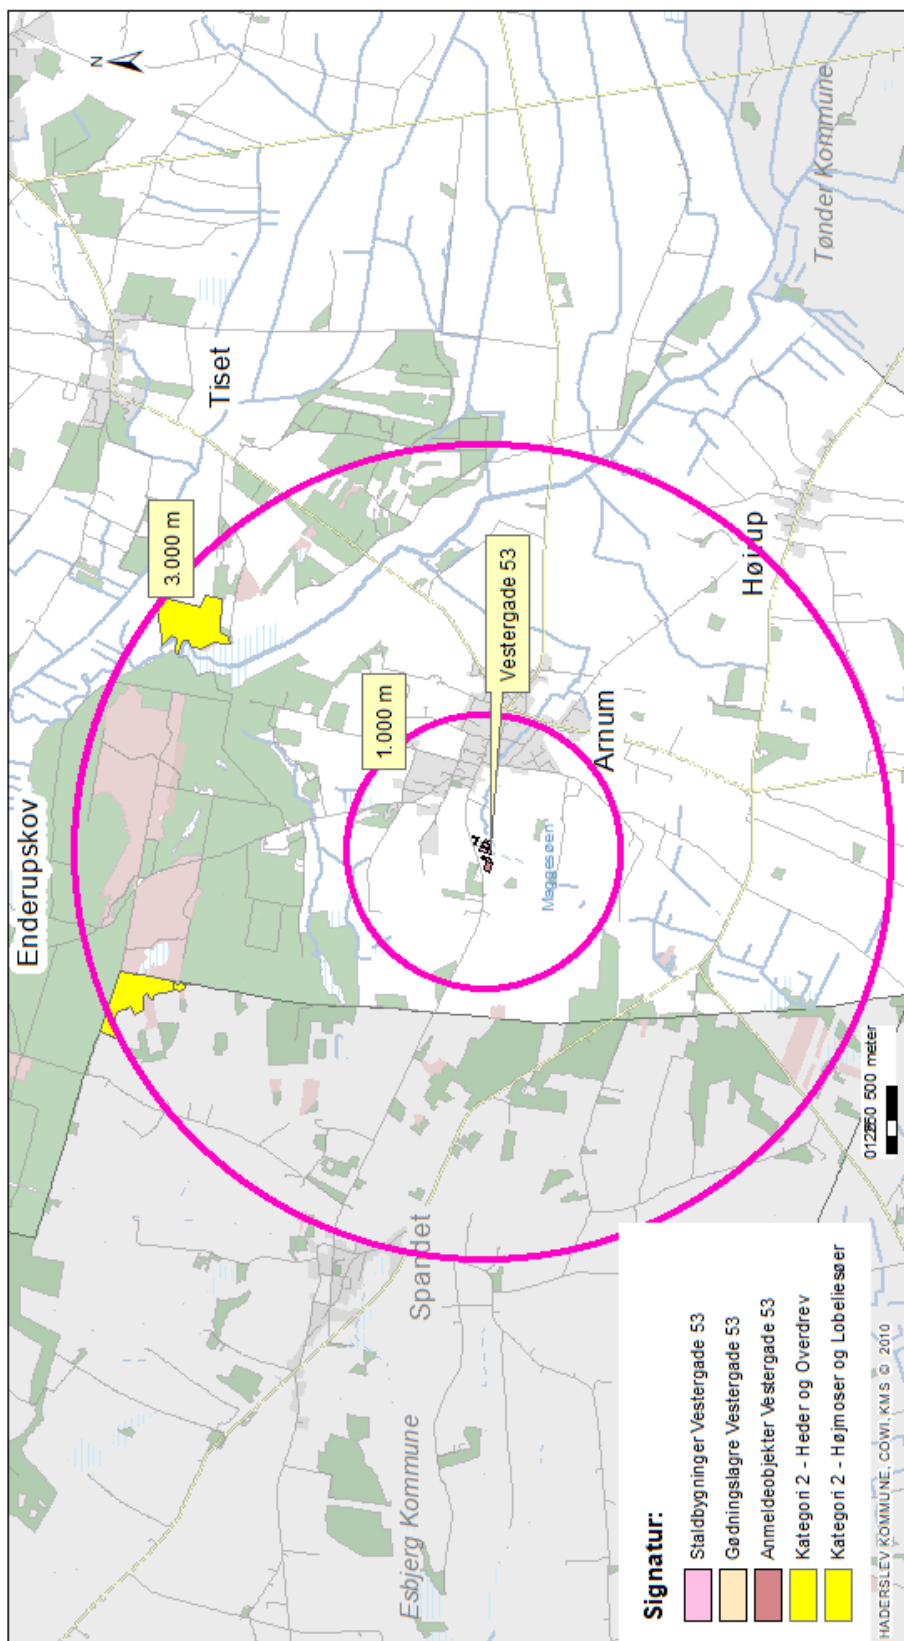 N
Enderupskov
3.000 m
Tiset
1.000 m
Vestergade 53
Arnum
Maggesøen
Højrup
Spandet
Esbjerg Kommune
Tønder Kommune
500 meter
Signatur:
Staldbygninger Vestergade 53
Gødningslagre Vestergade 53
Anmeldeobjekter Vestergade 53
Kategori 2 - Heder og Overdrev
Kategori 2 - Højmoser og Lobeliesøer
HADERSLEV KOMMUNE, COWI, KMS © 2010